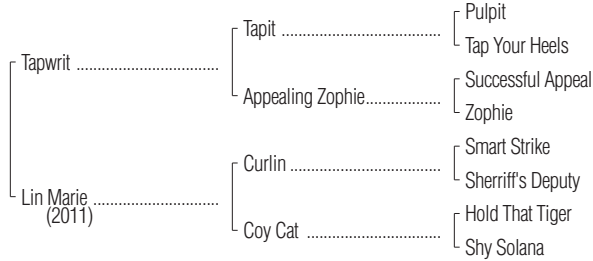 Pulpit
Tapit ........................................
Tap Your Heels
Tapwrit ........................................
Successful Appeal
Appealing Zophie....................
Zophie
Smart Strike
Curlin ........................................
Sherriff's Deputy
Lin Marie ...................................
(2011)
Hold That Tiger
Coy Cat ...................................
Shy Solana